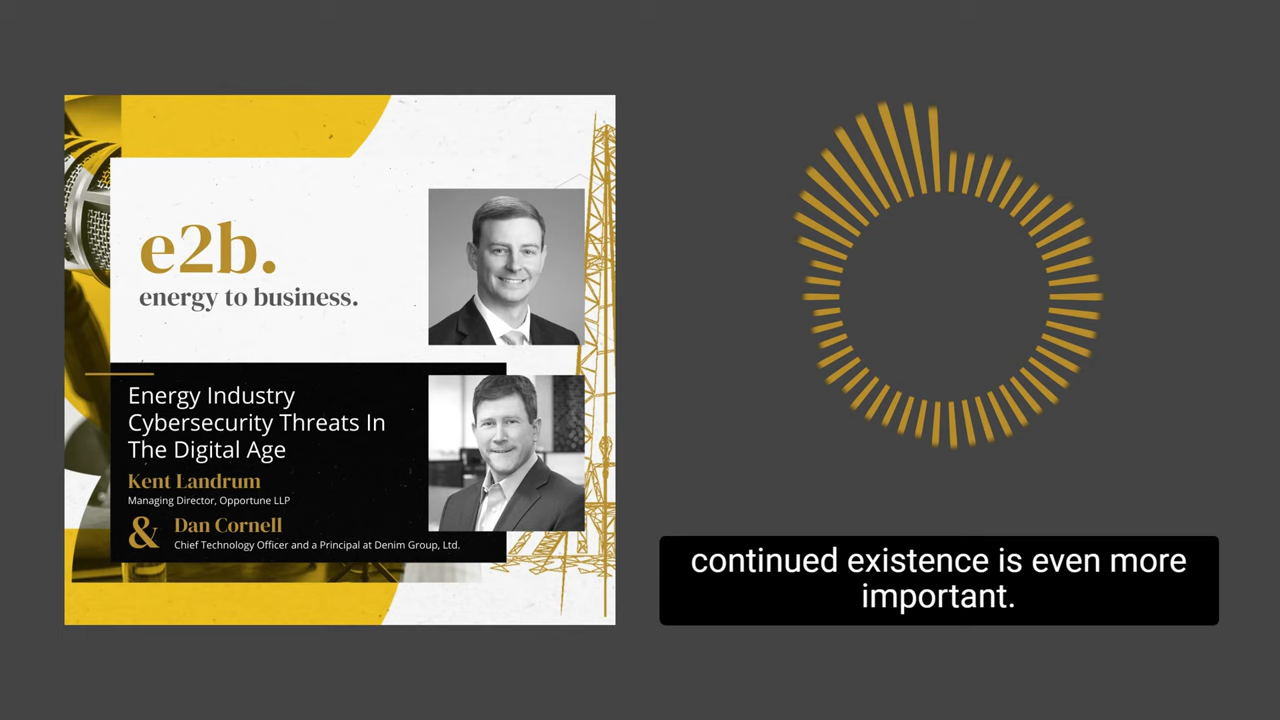 e2b.
energy to business.
Energy Industry
Cybersecurity Threats In
The Digital Age
Kent Landrum
Managing Director, Opportune LLP
& Dan Cornell
Chief Technology Officer and a Principal at Denim Group, Ltd.
continued existence is even more
important.